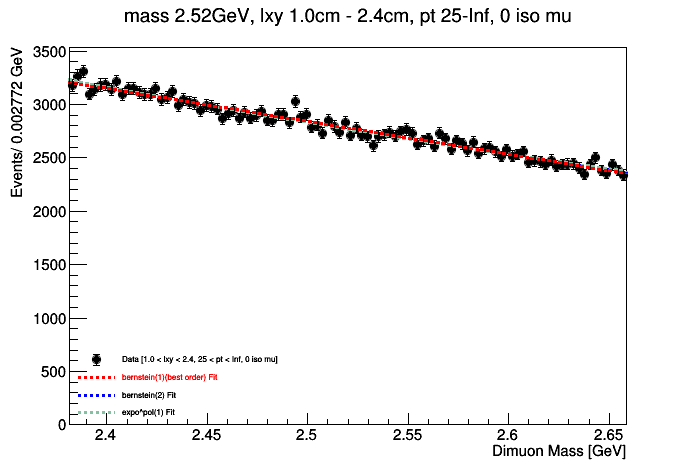 mass 2.52GeV, lxy 1.0cm - 2.4cm, pt 25-Inf, 0 iso mu
Events/ 0.002772 GeV
3500
3000
2500
2000
1500
1000
500
0
Data [1.0 < lxy < 2.4, 25 < pt < Inf, 0 iso mu]
bernstein(1)(best order) Fit
bernstein(2) Fit
expo^pol(1) Fit
2.4 2.45 2.5 2.55 2.6 2.65
Dimuon Mass [GeV]